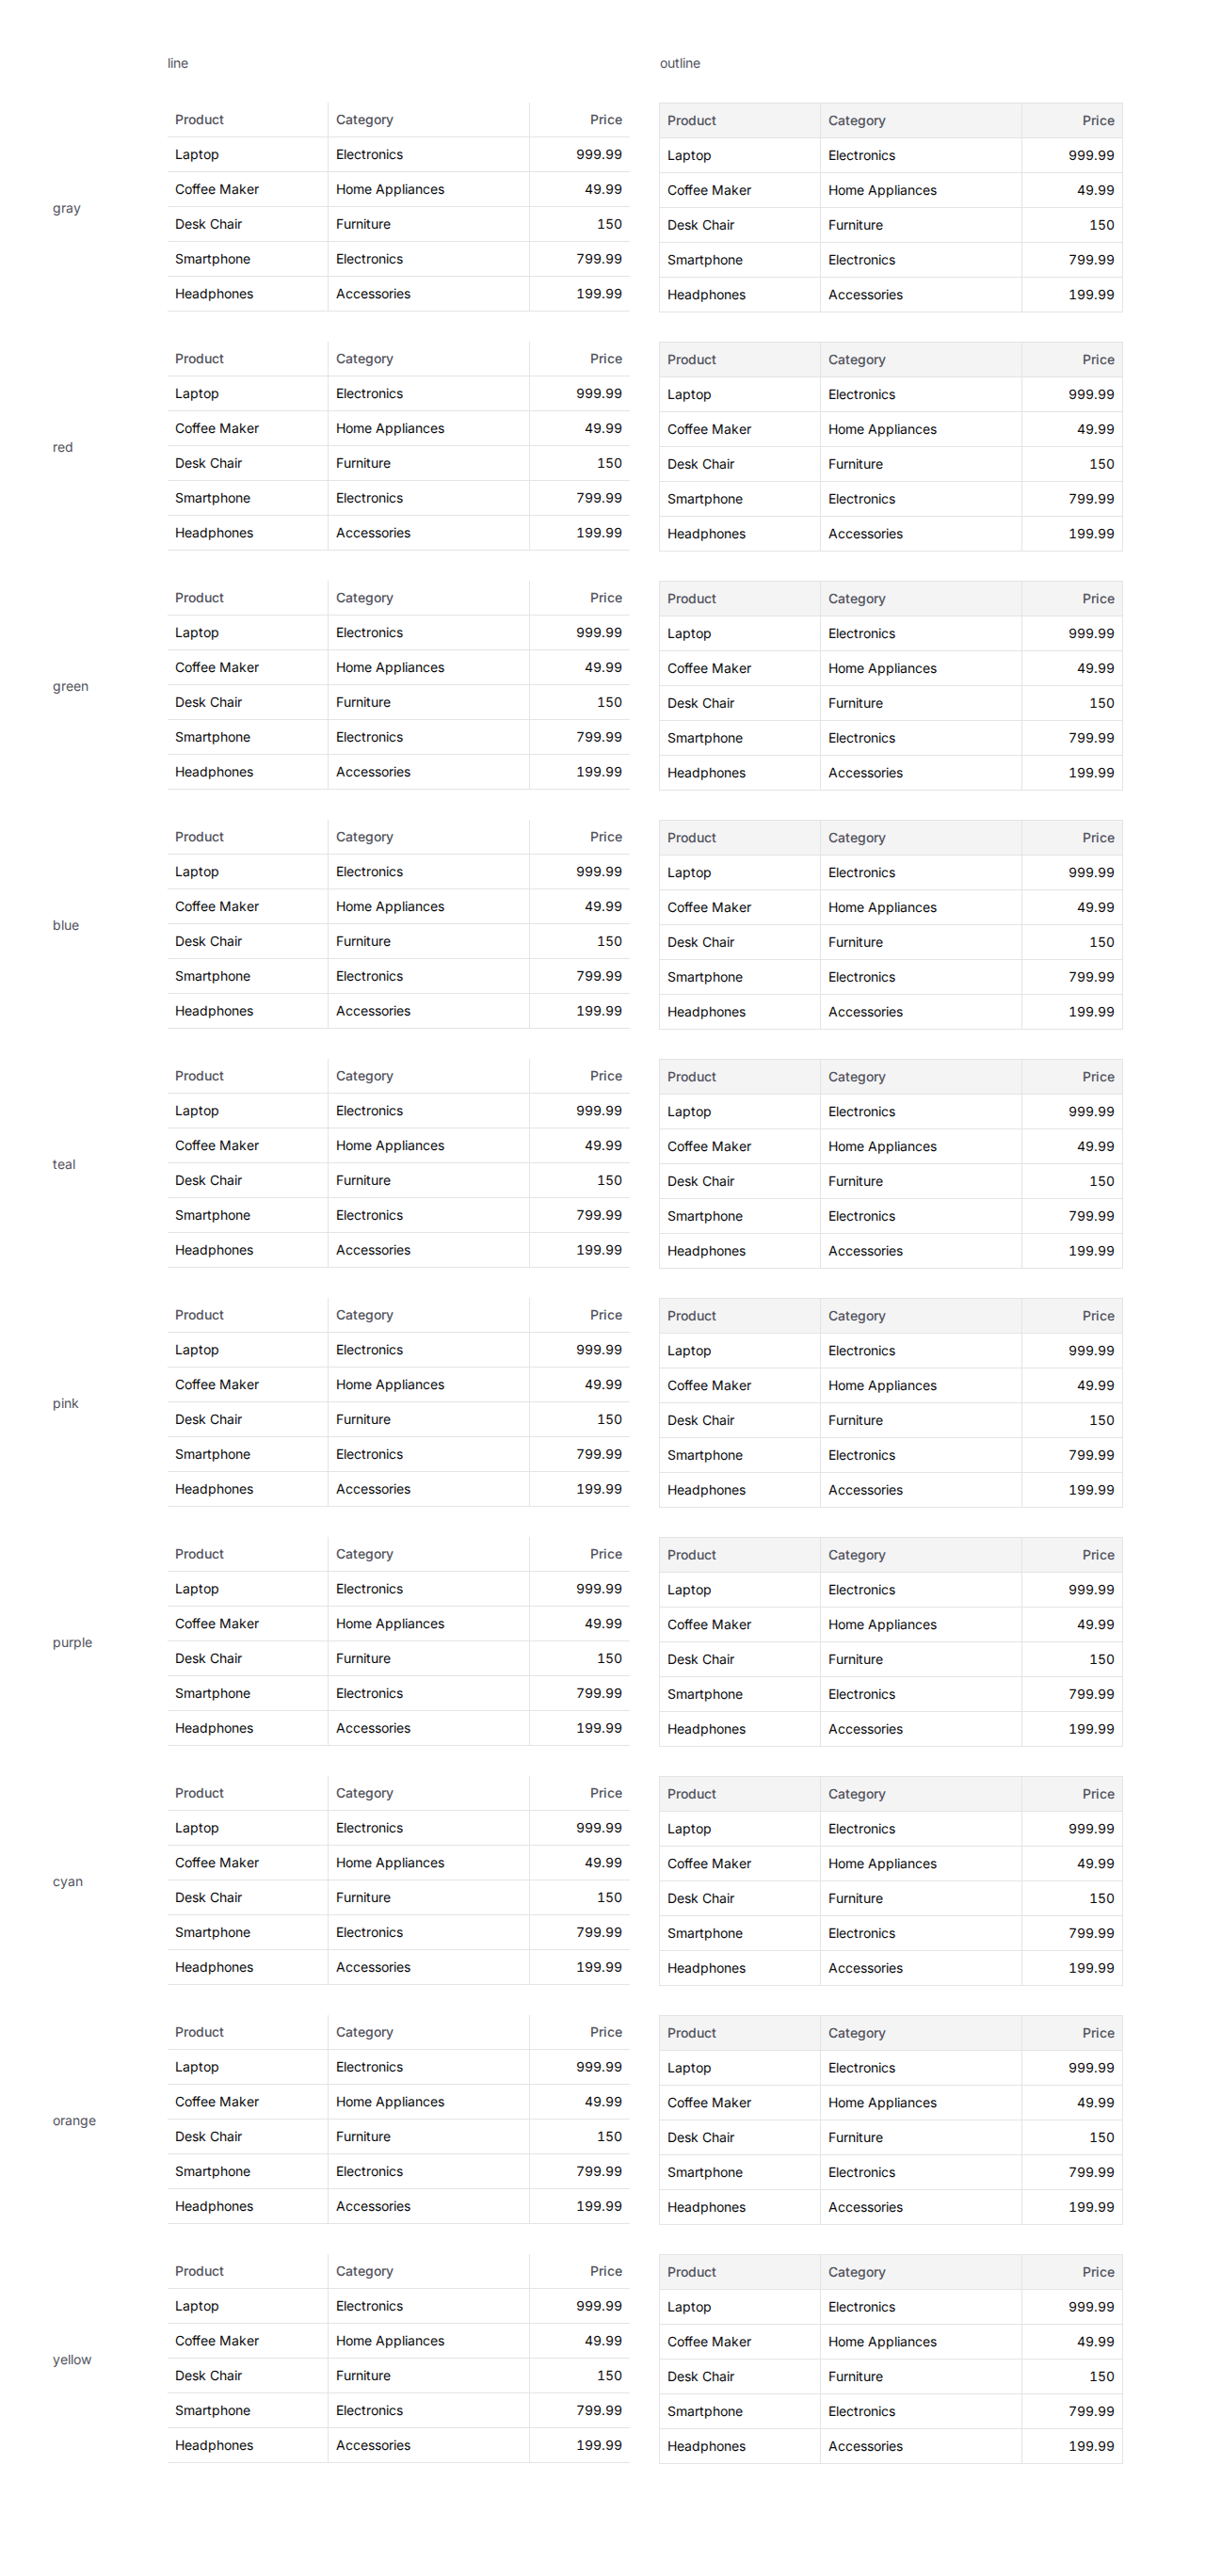 line outline
Product Category Price Product Category Price
Laptop Electronics 999.99 Laptop Electronics 999.99
Coffee Maker Home Appliances 49.99 Coffee Maker Home Appliances 49.99
gray
Desk Chair Furniture 150 Desk Chair Furniture 150
Smartphone Electronics 799.99 Smartphone Electronics 799.99
Headphones Accessories 199.99 Headphones Accessories 199.99
Product Category Price Product Category Price
Laptop Electronics 999.99 Laptop Electronics 999.99
Coffee Maker Home Appliances 49.99 Coffee Maker Home Appliances 49.99
red
Desk Chair Furniture 150 Desk Chair Furniture 150
Smartphone Electronics 799.99 Smartphone Electronics 799.99
Headphones Accessories 199.99 Headphones Accessories 199.99
Product Category Price Product Category Price
Laptop Electronics 999.99 Laptop Electronics 999.99
Coffee Maker Home Appliances 49.99 Coffee Maker Home Appliances 49.99
green
Desk Chair Furniture 150 Desk Chair Furniture 150
Smartphone Electronics 799.99 Smartphone Electronics 799.99
Headphones Accessories 199.99 Headphones Accessories 199.99
Product Category Price Product Category Price
Laptop Electronics 999.99 Laptop Electronics 999.99
Coffee Maker Home Appliances 49.99 Coffee Maker Home Appliances 49.99
blue
Desk Chair Furniture 150 Desk Chair Furniture 150
Smartphone Electronics 799.99 Smartphone Electronics 799.99
Headphones Accessories 199.99 Headphones Accessories 199.99
Product Category Price Product Category Price
Laptop Electronics 999.99 Laptop Electronics 999.99
Coffee Maker Home Appliances 49.99 Coffee Maker Home Appliances 49.99
teal
Desk Chair Furniture 150 Desk Chair Furniture 150
Smartphone Electronics 799.99 Smartphone Electronics 799.99
Headphones Accessories 199.99 Headphones Accessories 199.99
Product Category Price Product Category Price
Laptop Electronics 999.99 Laptop Electronics 999.99
Coffee Maker Home Appliances 49.99 Coffee Maker Home Appliances 49.99
pink
Desk Chair Furniture 150 Desk Chair Furniture 150
Smartphone Electronics 799.99 Smartphone Electronics 799.99
Headphones Accessories 199.99 Headphones Accessories 199.99
Product Category Price Product Category Price
Laptop Electronics 999.99 Laptop Electronics 999.99
Coffee Maker Home Appliances 49.99 Coffee Maker Home Appliances 49.99
purple
Desk Chair Furniture 150 Desk Chair Furniture 150
Smartphone Electronics 799.99 Smartphone Electronics 799.99
Headphones Accessories 199.99 Headphones Accessories 199.99
Product Category Price Product Category Price
Laptop Electronics 999.99 Laptop Electronics 999.99
Coffee Maker Home Appliances 49.99 Coffee Maker Home Appliances 49.99
cyan
Desk Chair Furniture 150 Desk Chair Furniture 150
Smartphone Electronics 799.99 Smartphone Electronics 799.99
Headphones Accessories 199.99 Headphones Accessories 199.99
Product Category Price Product Category Price
Laptop Electronics 999.99 Laptop Electronics 999.99
Coffee Maker Home Appliances 49.99 Coffee Maker Home Appliances 49.99
orange
Desk Chair Furniture 150 Desk Chair Furniture 150
Smartphone Electronics 799.99 Smartphone Electronics 799.99
Headphones Accessories 199.99 Headphones Accessories 199.99
Product Category Price Product Category Price
Laptop Electronics 999.99 Laptop Electronics 999.99
Coffee Maker Home Appliances 49.99 Coffee Maker Home Appliances 49.99
yellow
Desk Chair Furniture 150 Desk Chair Furniture 150
Smartphone Electronics 799.99 Smartphone Electronics 799.99
Headphones Accessories 199.99 Headphones Accessories 199.99